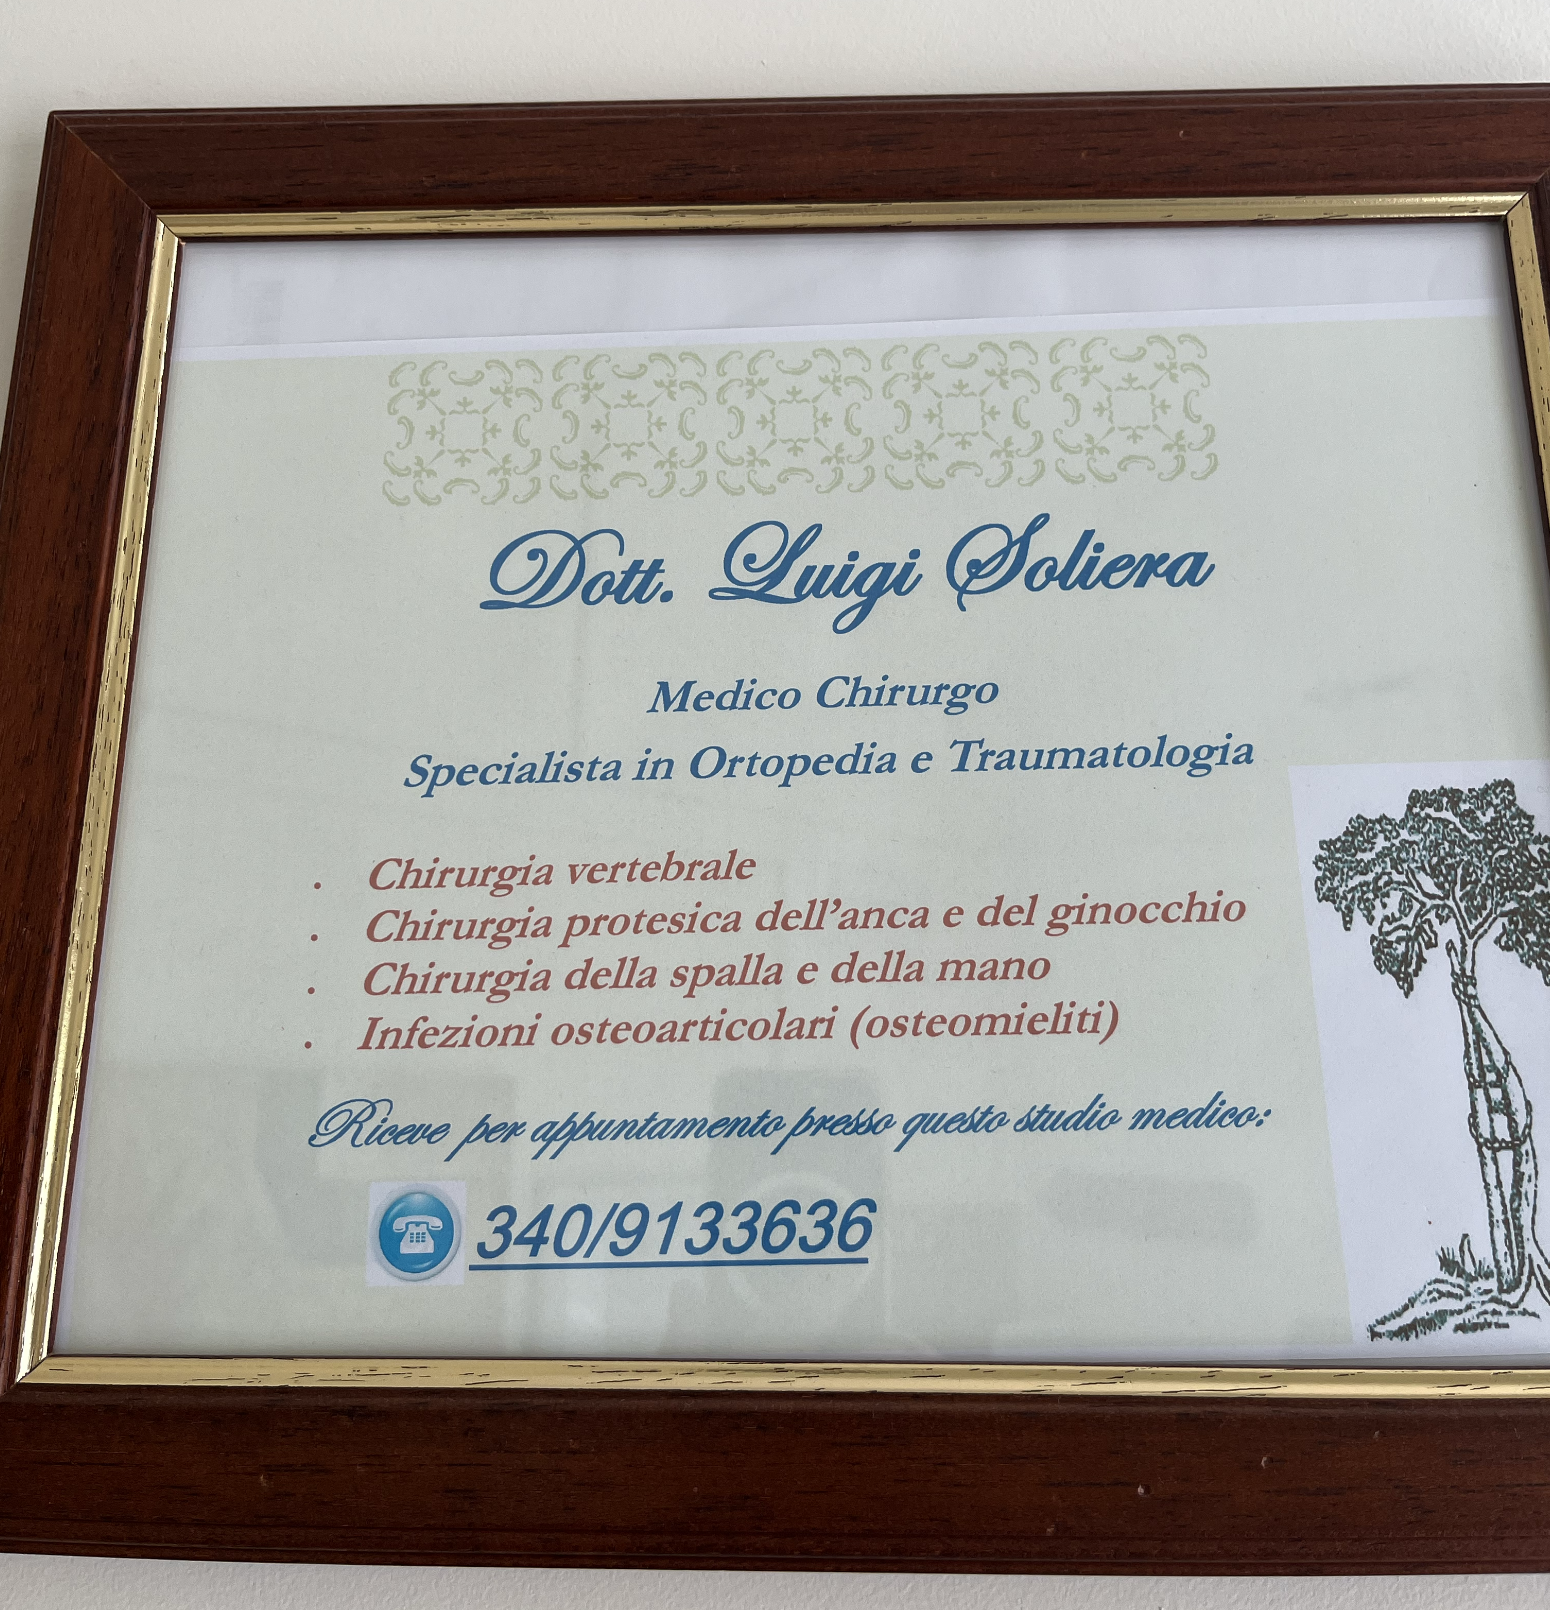 Dott. Luigi Soliera
Medico Chirurgo
Specialista in Ortopedia e Traumatologia
. Chirurgia vertebrale
. Chirurgia protesica dell’anca e del ginocchio
. Chirurgia della spalla e della mano
. Infezioni osteoarticolari (osteomieliti)
Riceve per appuntamento presso questo studio medico:
340/9133636